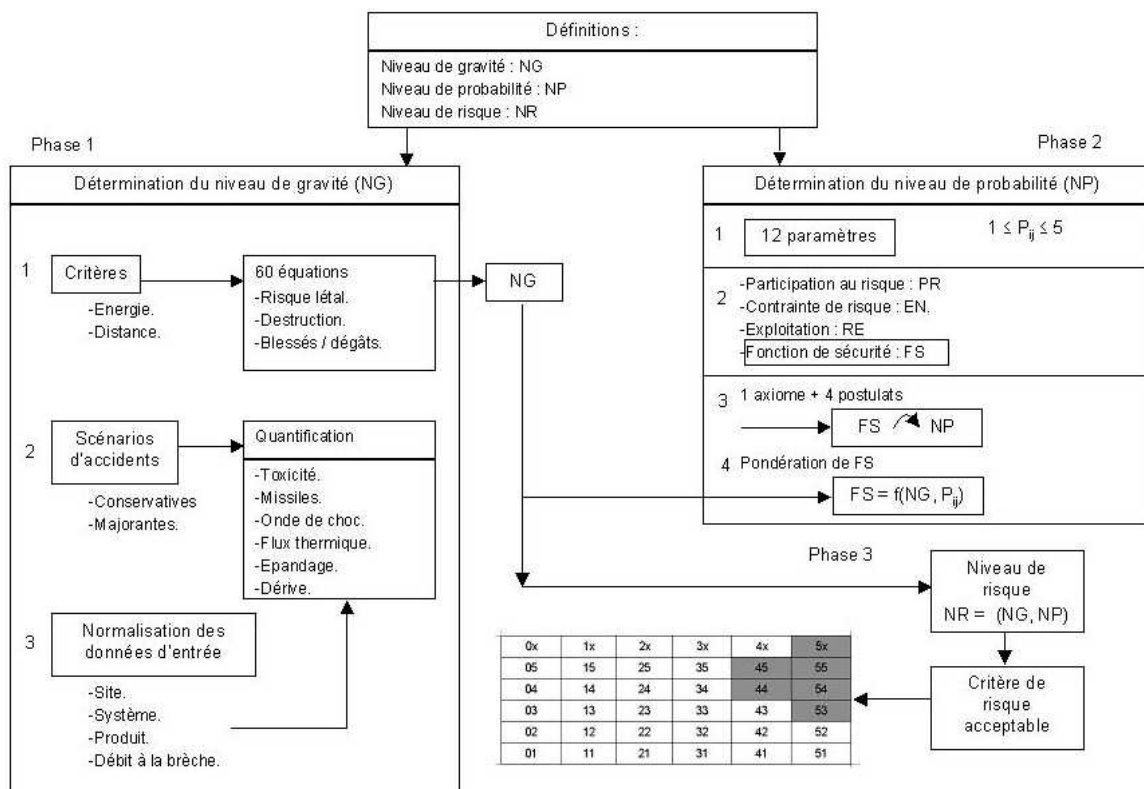 Définitions :
Niveau de gravité : NG
Niveau de probabilité : NP
Niveau de risque : NR
Phase 1
Détermination du niveau de gravité (NG)
1
Critères
-Energie.
-Distance.
60 équations
-Risque létal.
-Destruction.
-Blessés / dégâts.
NG
2
Scénarios
d'accidents
-Conservatives
-Majorantes.
Quantification
-Toxicité.
-Missiles.
-Onde de choc.
-Flux thermique.
-Epandage.
-Dérive.
3
Normalisation des
données d'entrée
-Site.
-Système.
-Produit.
-Débit à la brèche.
Phase 2
Détermination du niveau de probabilité (NP)
1
12 paramètres
1 ≤ Pij ≤ 5
2
-Participation au risque : PR
-Contrainte de risque : EN.
-Exploitation : RE
-Fonction de sécurité : FS
3
1 axiome + 4 postulats
FS NP
4 Pondération de FS
FS = f(NG, Pij)
Phase 3
Niveau de
risque
NR = (NG, NP)
Critère de
risque
acceptable
0x 1x 2x 3x 4x 5x
05 15 25 35 45 55
04 14 24 34 44 54
03 13 23 33 43 53
02 12 22 32 42 52
01 11 21 31 41 51